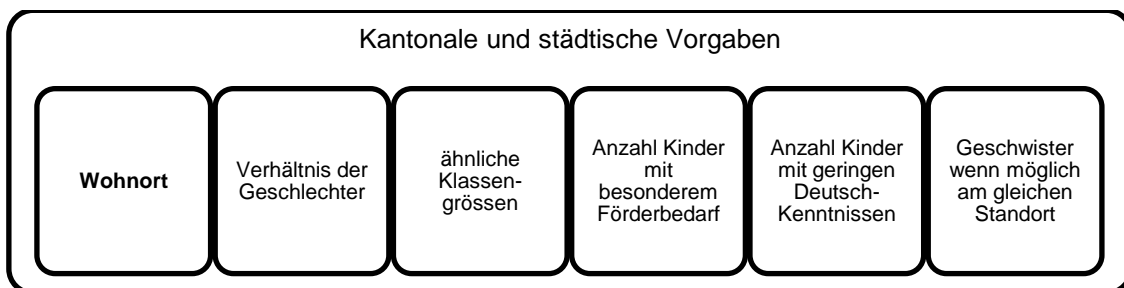 Kantonale und städtische Vorgaben
Wohnort
Verhältnis der
Geschlechter
ähnliche
Klassen-
grössen
Anzahl Kinder
mit
besonderem
Förderbedarf
Anzahl Kinder
mit geringen
Deutsch-
Kenntnissen
Geschwister
wenn möglich
am gleichen
Standort